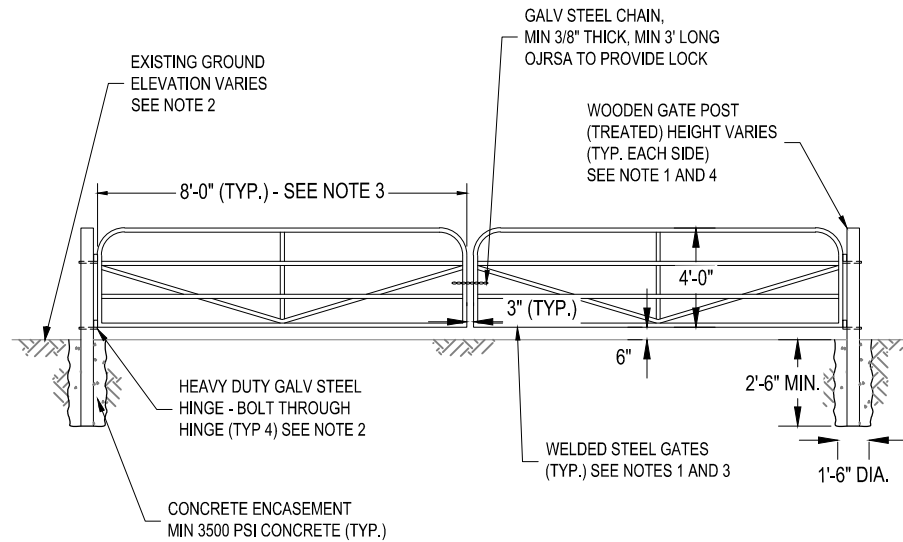 GALV STEEL CHAIN,
MIN 3/8" THICK, MIN 3' LONG
OJRSA TO PROVIDE LOCK
EXISTING GROUND
ELEVATION VARIES
SEE NOTE 2
WOODEN GATE POST
(TREATED) HEIGHT VARIES
(TYP. EACH SIDE)
SEE NOTE 1 AND 4
8'-0" (TYP.) - SEE NOTE 3
4'-0"
3" (TYP.)
6"
2'-6" MIN.
HEAVY DUTY GALV STEEL
HINGE - BOLT THROUGH
HINGE (TYP 4) SEE NOTE 2
WELDED STEEL GATES
(TYP.) SEE NOTES 1 AND 3
1'-6" DIA.
CONCRETE ENCASEMENT
MIN 3500 PSI CONCRETE (TYP.)